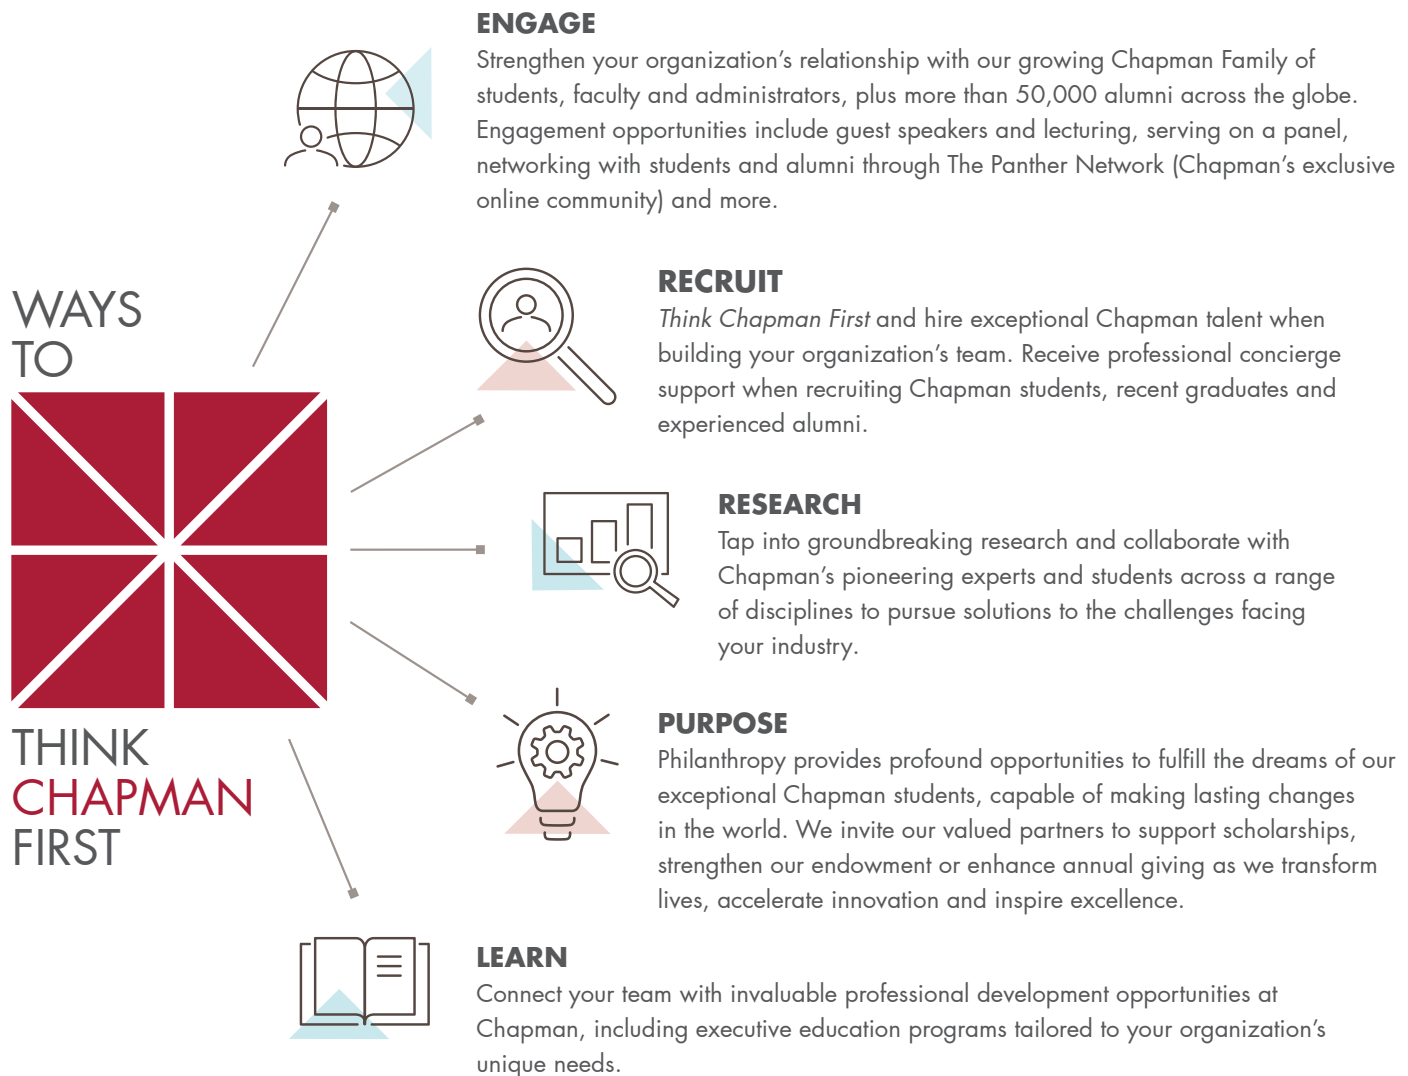 WAYS
TO
THINK
CHAPMAN
FIRST
ENGAGE
Strengthen your organization’s relationship with our growing Chapman Family of
students, faculty and administrators, plus more than 50,000 alumni across the globe.
Engagement opportunities include guest speakers and lecturing, serving on a panel,
networking with students and alumni through The Panther Network (Chapman’s exclusive
online community) and more.
RECRUIT
Think Chapman First and hire exceptional Chapman talent when
building your organization’s team. Receive professional concierge
support when recruiting Chapman students, recent graduates and
experienced alumni.
RESEARCH
Tap into groundbreaking research and collaborate with
Chapman’s pioneering experts and students across a range
of disciplines to pursue solutions to the challenges facing
your industry.
PURPOSE
Philanthropy provides profound opportunities to fulfill the dreams of our
exceptional Chapman students, capable of making lasting changes
in the world. We invite our valued partners to support scholarships,
strengthen our endowment or enhance annual giving as we transform
lives, accelerate innovation and inspire excellence.
LEARN
Connect your team with invaluable professional development opportunities at
Chapman, including executive education programs tailored to your organization’s
unique needs.